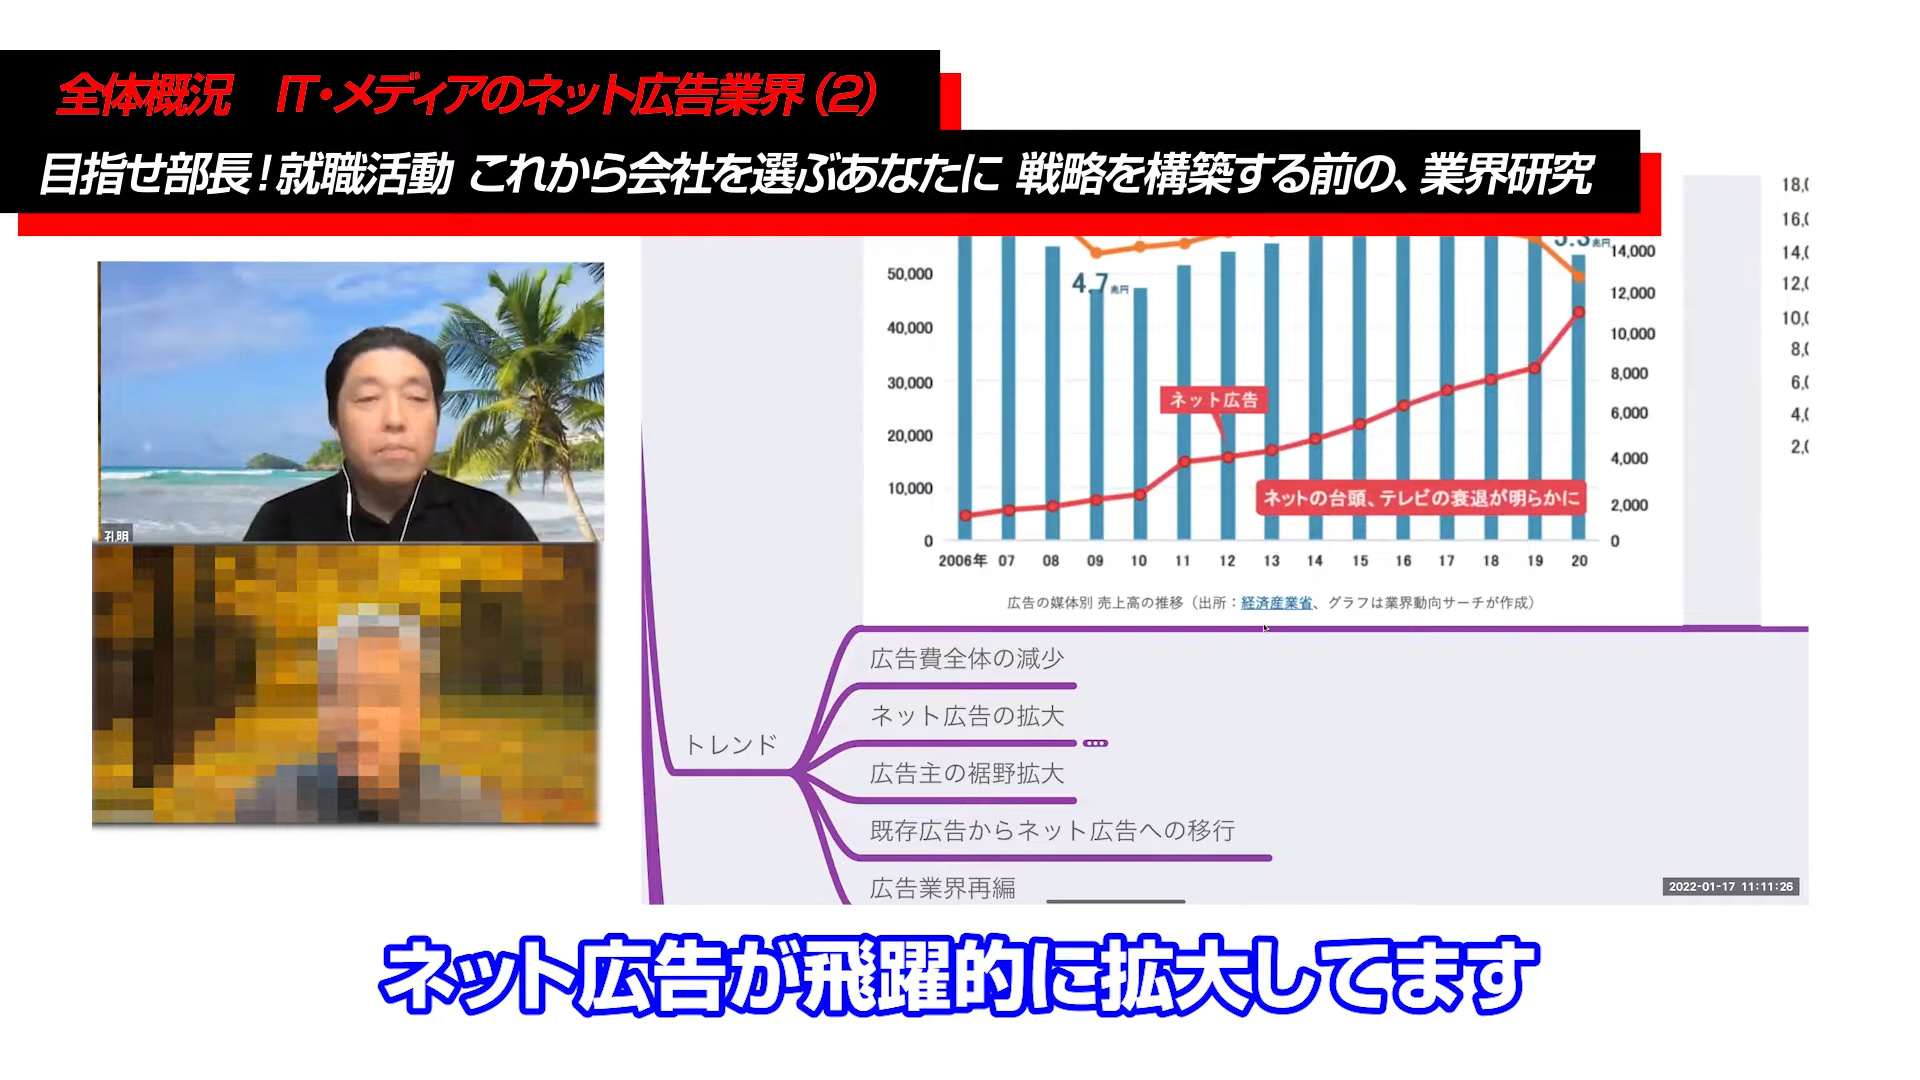 全体概況　IT・メディアのネット広告業界（2）
目指せ部長！就職活動 これから会社を選ぶあなたに 戦略を構築する前の、業界研究
5.3兆円
4.7兆円
50,000
40,000
30,000
20,000
10,000
0
14,000
12,000
10,000
8,000
6,000
4,000
2,000
0
ネット広告
ネットの台頭、テレビの衰退が明らかに
2006年 07 08 09 10 11 12 13 14 15 16 17 18 19 20
広告の媒体別 売上高の推移（出所：経済産業省、グラフは業界動向サーチが作成）
孔明
トレンド
広告費全体の減少
ネット広告の拡大
広告主の裾野拡大
既存広告からネット広告への移行
広告業界再編
2022-01-17 11:11:26
ネット広告が飛躍的に拡大してます